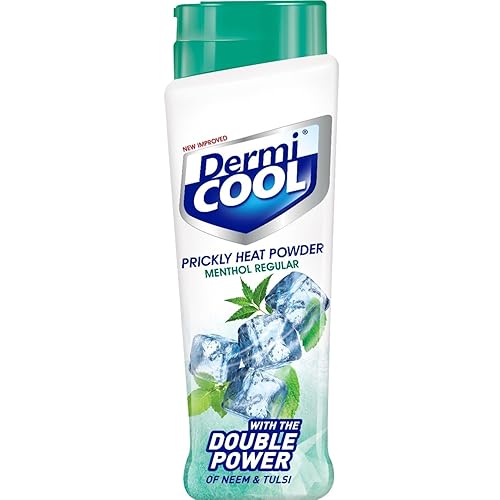 NEW IMPROVED
Dermi®
COOL
PRICKLY HEAT POWDER
MENTHOL REGULAR
WITH THE
DOUBLE
POWER
OF NEEM & TULSI